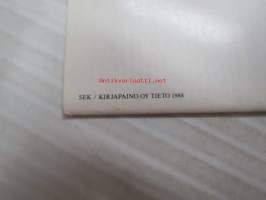 Antikvariaatti.net
SEK / KIRJAPAINO OY TIETO 1988